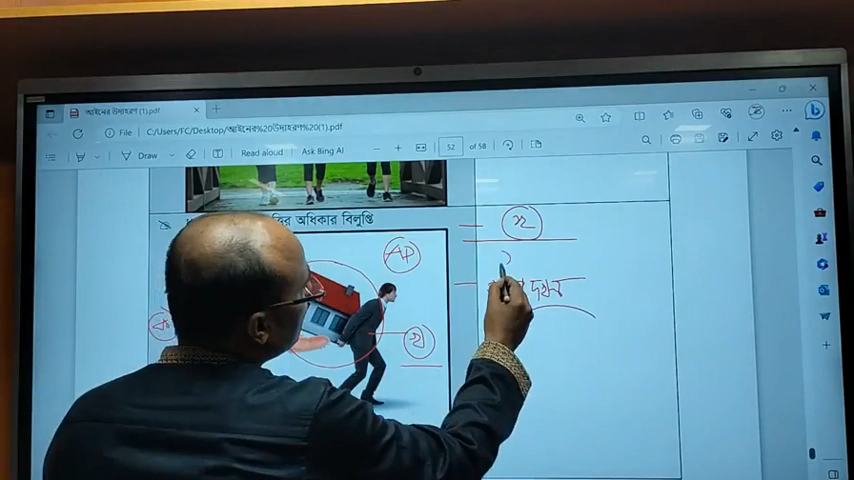 আইনের উদাহরণ (1).pdf
File
C:/Users/FC/Desktop/আইনের%20উদাহরণ%20(1).pdf
Draw
Read aloud
Ask Bing AI
52
of 58
অধিকার বিলুপ্তি
AP
খ
দখল